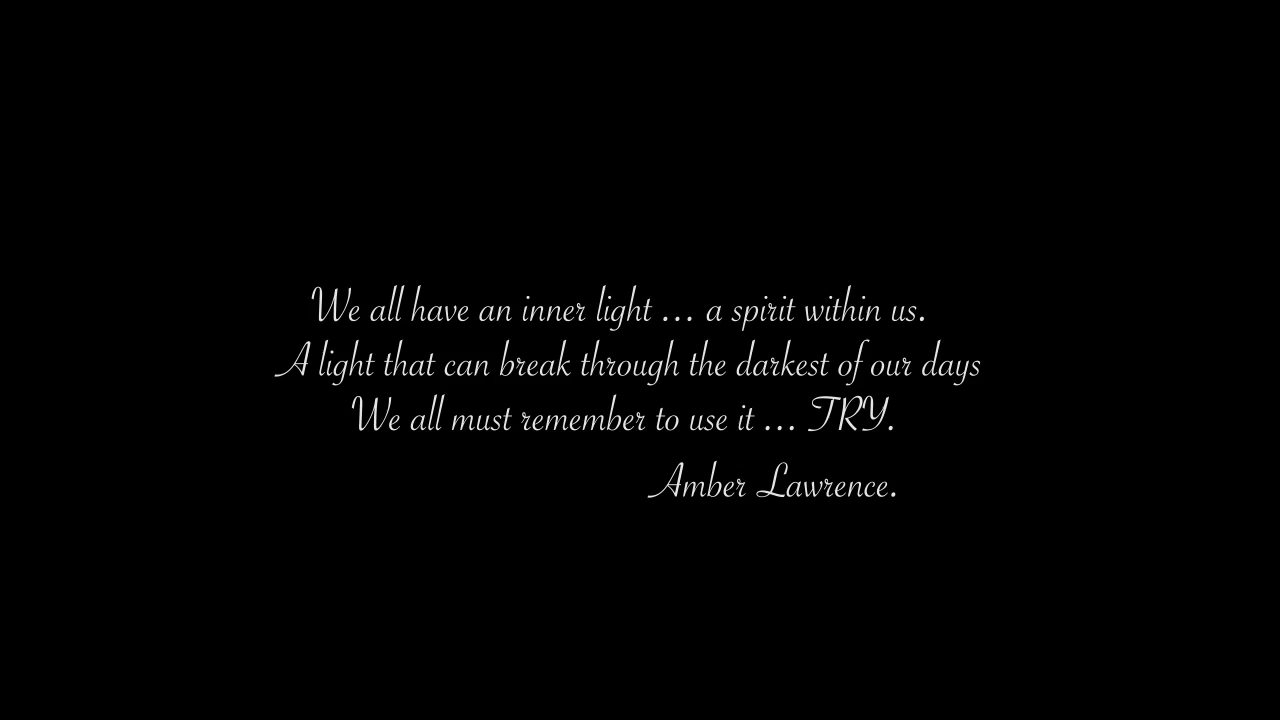 We all have an inner light ... a spirit within us.
A light that can break through the darkest of our days
We all must remember to use it ... TRY.
Amber Lawrence.